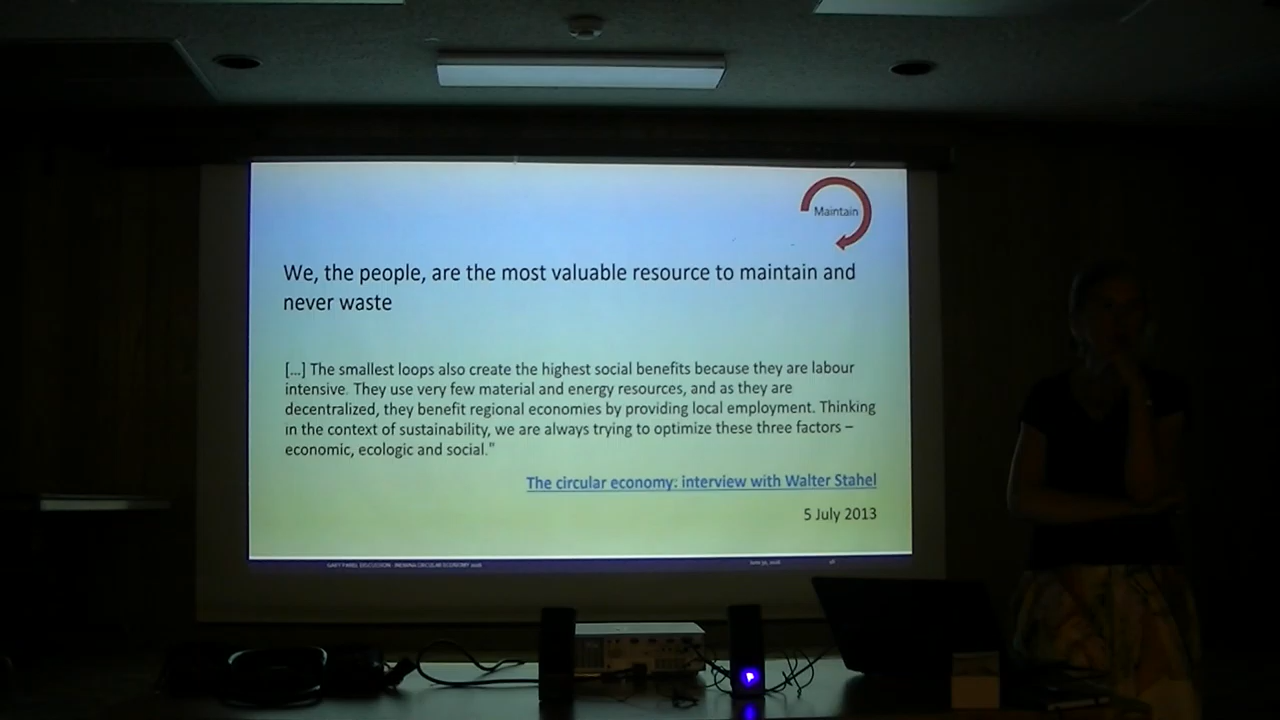 Maintain
We, the people, are the most valuable resource to maintain and
never waste
[...] The smallest loops also create the highest social benefits because they are labour
intensive. They use very few material and energy resources, and as they are
decentralized, they benefit regional economies by providing local employment. Thinking
in the context of sustainability, we are always trying to optimize these three factors –
economic, ecologic and social."
The circular economy: interview with Walter Stahel
5 July 2013
CIRCULAR ECONOMY